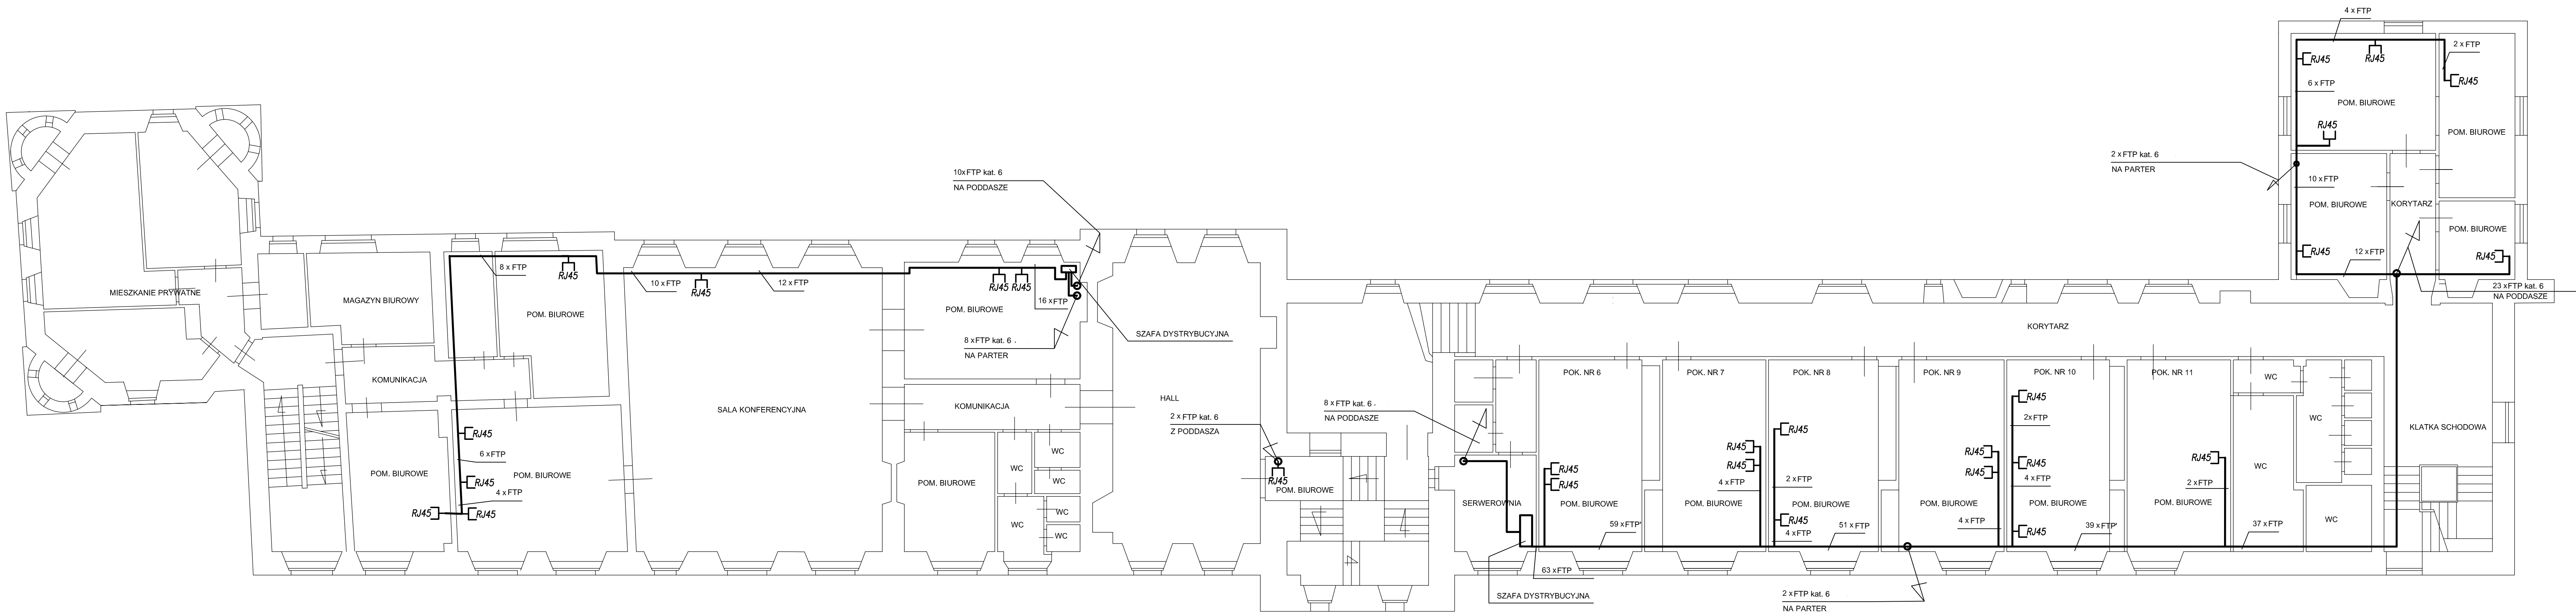 4 x FTP
2 x FTP
RJ45
RJ45
RJ45
6 x FTP
POM. BIUROWE
RJ45
POM. BIUROWE
2 x FTP kat. 6
NA PARTER
10 x FTP
POM. BIUROWE
KORYTARZ
POM. BIUROWE
RJ45
12 x FTP
RJ45
23 x FTP kat. 6
NA PODDASZE
10x FTP kat. 6
NA PODDASZE
MIESZKANIE PRYWATNE
MAGAZYN BIUROWY
8 x FTP
RJ45
POM. BIUROWE
10 x FTP
RJ45
12 x FTP
RJ45
RJ45
16 x FTP
POM. BIUROWE
8 x FTP kat. 6
NA PARTER
SZAFA DYSTRYBUCYJNA
KOMUNIKACJA
SALA KONFERENCYJNA
KOMUNIKACJA
HALL
2 x FTP kat. 6
Z PODDASZA
8 x FTP kat. 6
NA PODDASZE
KORYTARZ
POK. NR 6
POK. NR 7
POK. NR 8
POK. NR 9
POK. NR 10
POK. NR 11
WC
RJ45
6 x FTP
POM. BIUROWE
RJ45
POM. BIUROWE
4 x FTP
RJ45
RJ45
POM. BIUROWE
WC
WC
WC
WC
WC
WC
RJ45
POM. BIUROWE
SERWEROWNIA
RJ45
RJ45
POM. BIUROWE
59 x FTP'
RJ45
RJ45
4 x FTP
POM. BIUROWE
RJ45
2 x FTP
POM. BIUROWE
RJ45
4 x FTP
51 x FTP
RJ45
RJ45
POM. BIUROWE
4 x FTP
RJ45
2x FTP
RJ45
4 x FTP
POM. BIUROWE
RJ45
39 x FTP'
RJ45
2 x FTP
POM. BIUROWE
37 x FTP
WC
WC
WC
KLATKA SCHODOWA
63 x FTP
SZAFA DYSTRYBUCYJNA
2 x FTP kat. 6
NA PARTER